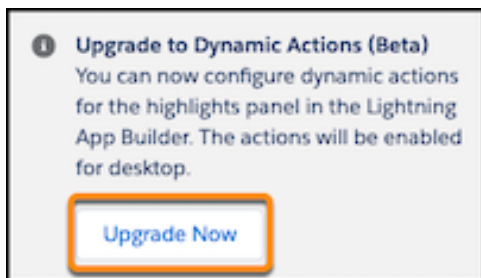 Upgrade to Dynamic Actions (Beta)
You can now configure dynamic actions
for the highlights panel in the Lightning
App Builder. The actions will be enabled
for desktop.
Upgrade Now